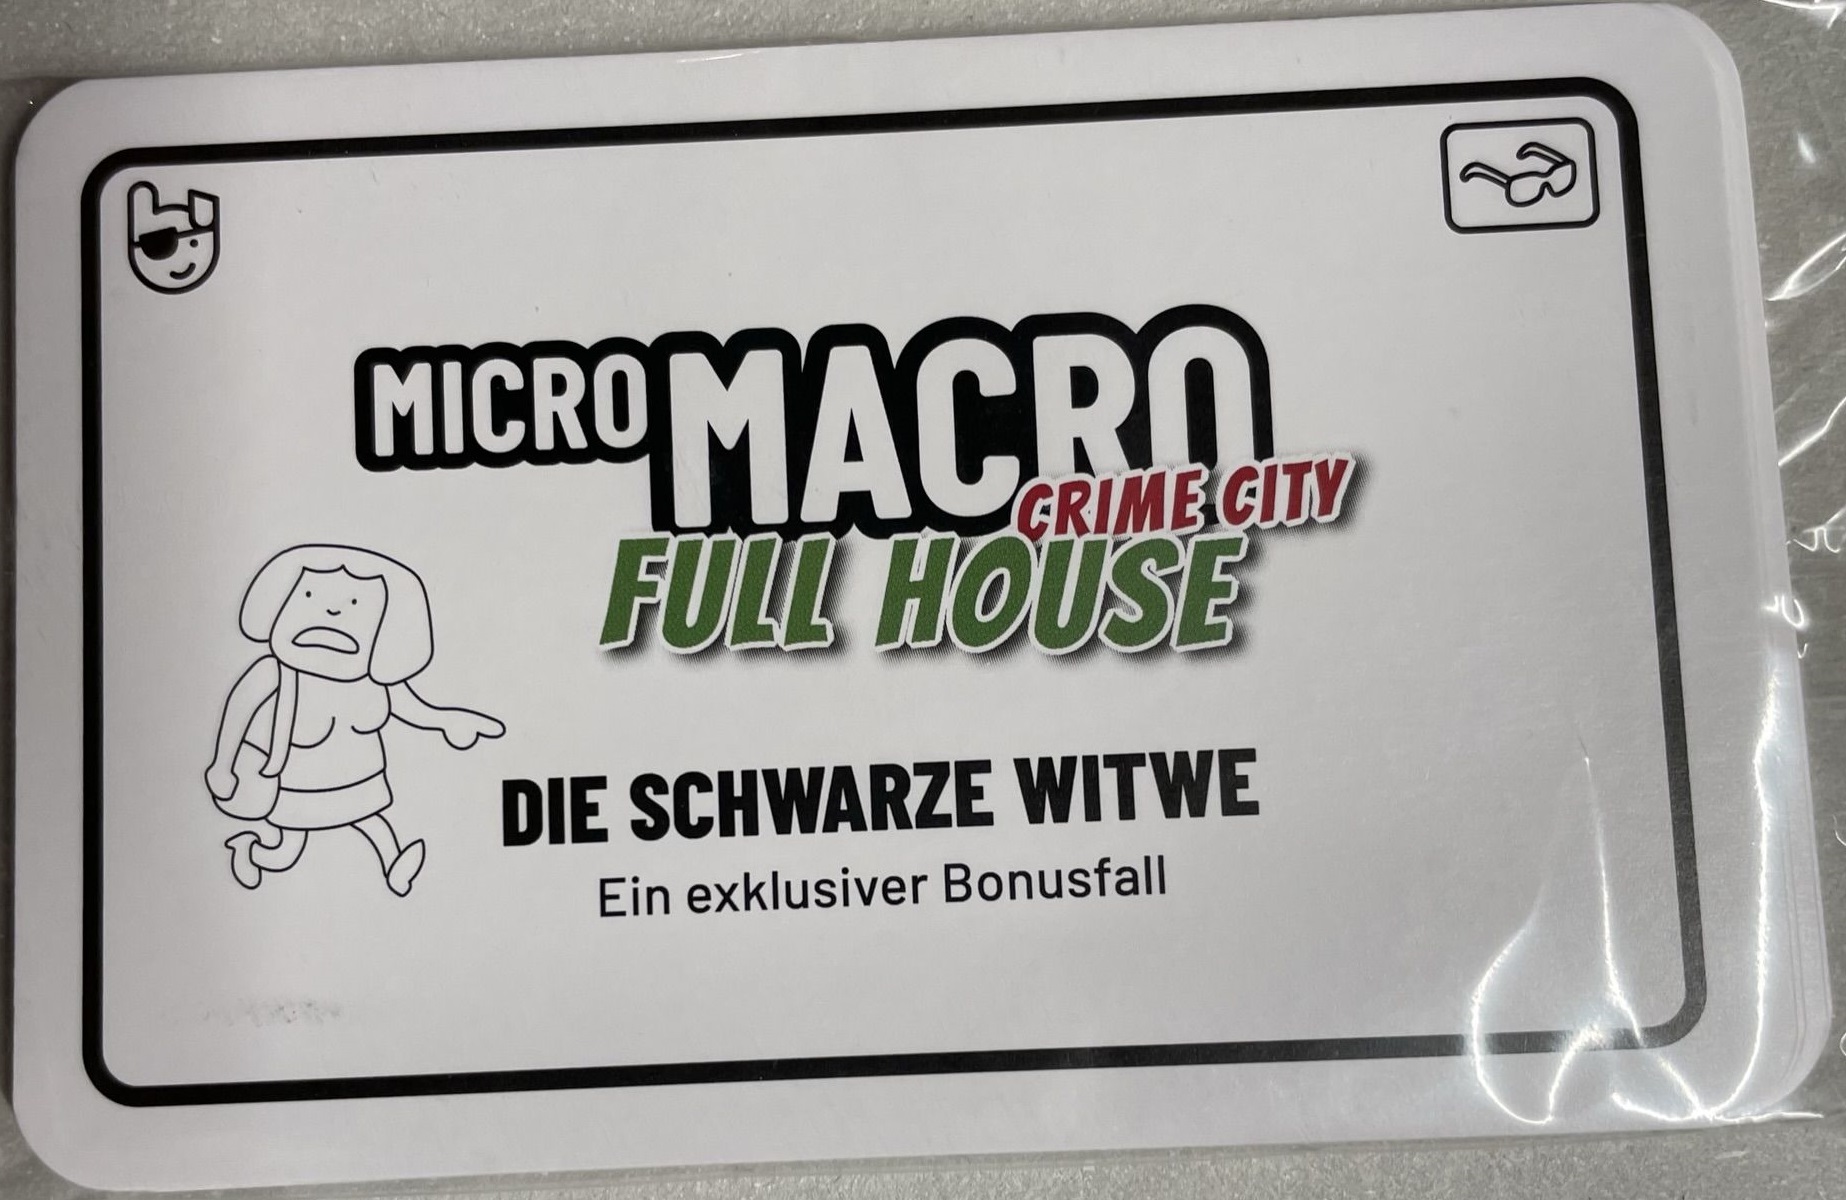 MICRO MACRO
CRIME CITY
FULL HOUSE
DIE SCHWARZE WITWE
Ein exklusiver Bonusfall